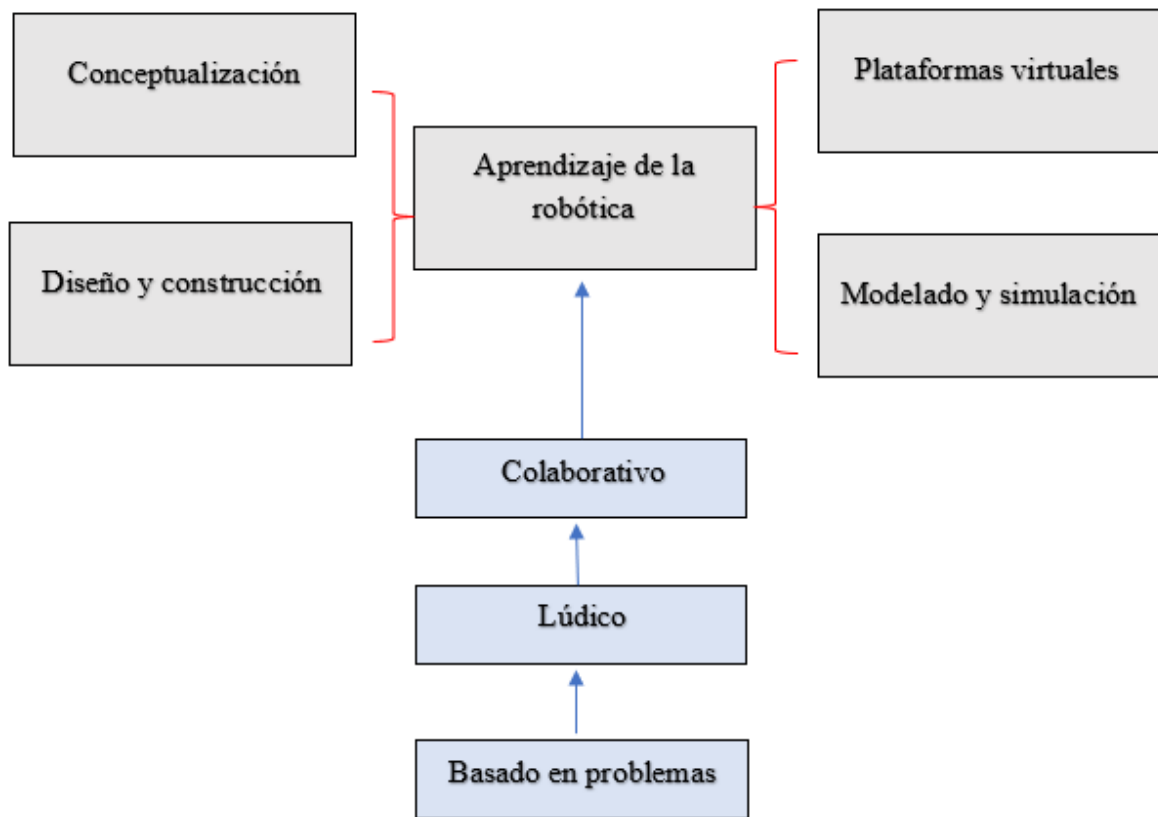 Conceptualización
Plataformas virtuales
Aprendizaje de la
robótica
Diseño y construcción
Modelado y simulación
Colaborativo
Lúdico
Basado en problemas